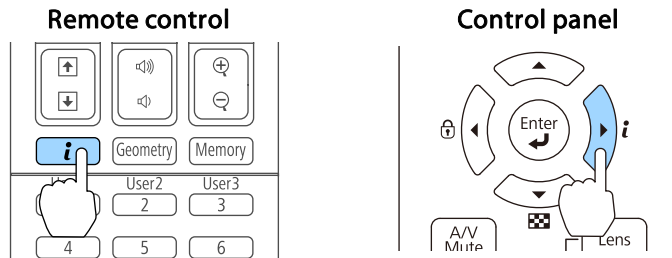 Remote control
Control panel
i
Geometry
Memory
User2
User3
2
3
4
5
6
Enter
i
A/V
Mute
Lens